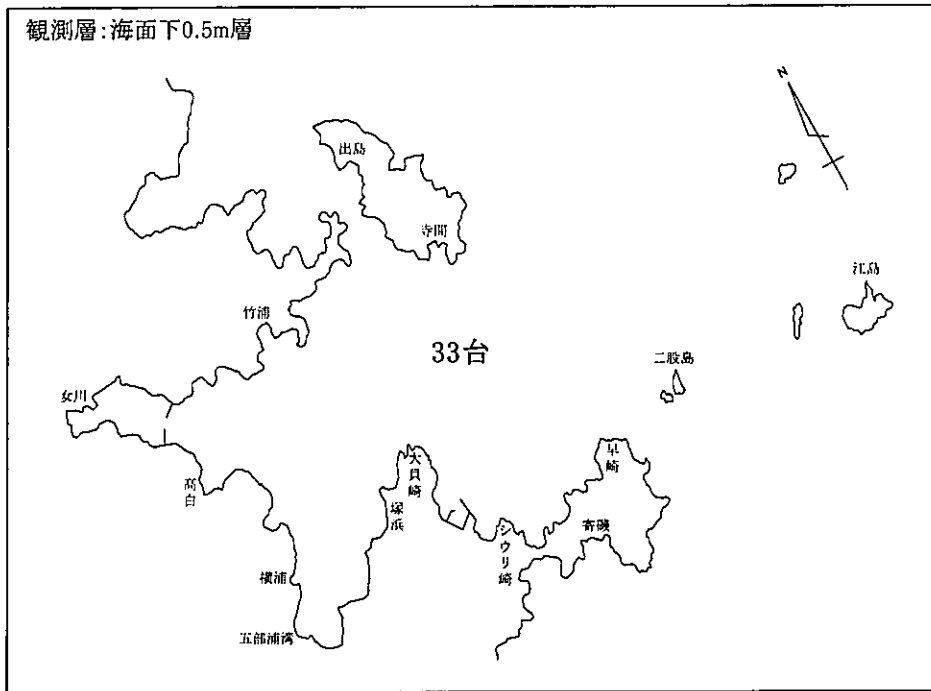 観測層:海面下0.5m層
N
出島
寺間
江島
竹浦
33台
二股島
女川
早崎
大貝崎
高白
塚浜
寄磯
シウリ崎
横浦
五部浦湾